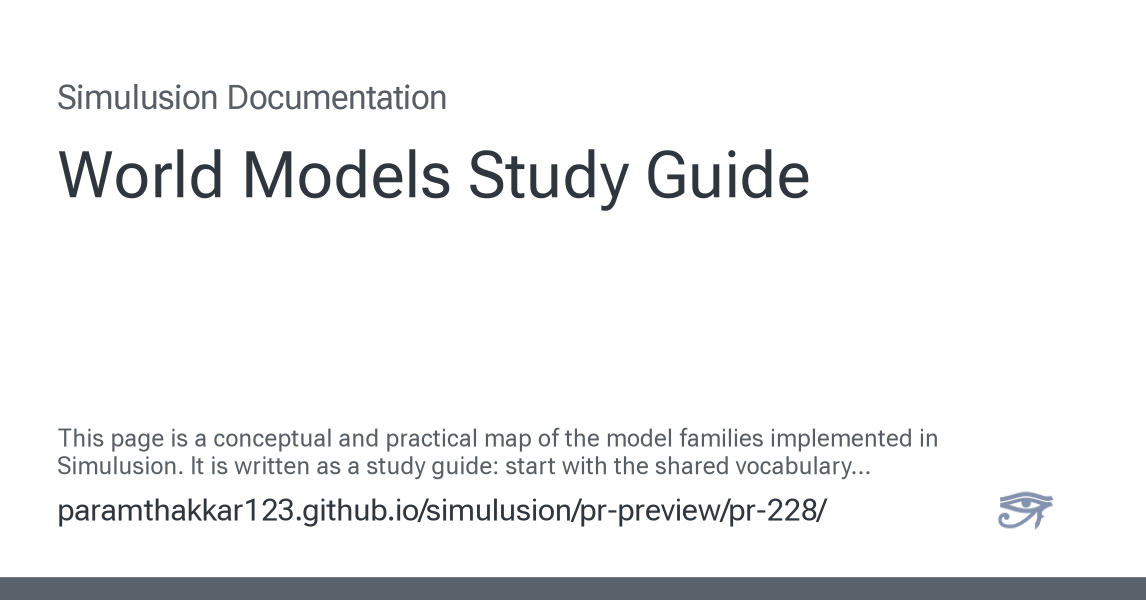 Simulusion Documentation
World Models Study Guide
This page is a conceptual and practical map of the model families implemented in
Simulusion. It is written as a study guide: start with the shared vocabulary...
paramthakkar123.github.io/simulusion/pr-preview/pr-228/